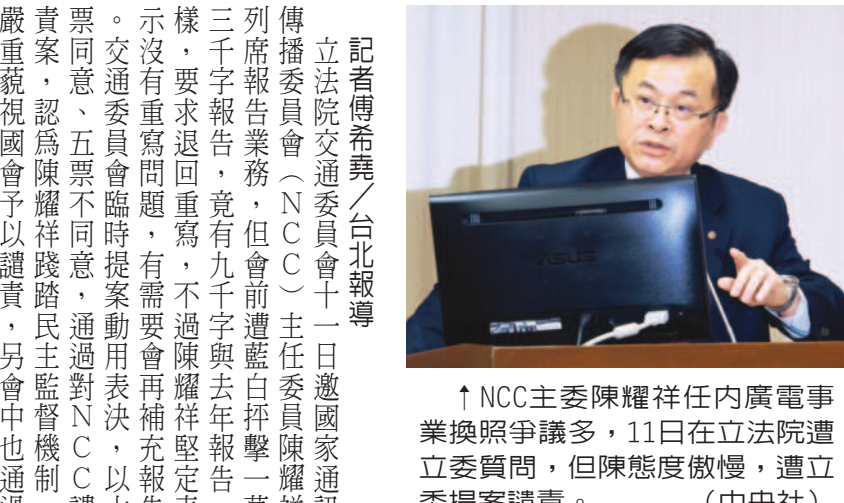 記者傅希堯╱台北報導
立法院交通委員會十一日邀國家通訊
傳播委員會(NCC)主任委員陳耀祥
列席報告業務,但會前遭藍白抨擊一萬
三千字報告,竟有九千字與去年報告
樣,要求退回重寫,不過陳耀祥堅定表
示沒有重寫問題,有需要會再補充報告
。交通委員會臨時提案動用表決,以
票同意、五票不同意,通過對NCC譴
責案,認爲陳耀祥踐踏民主監督機制
嚴重藐視國會予以譴責,另會中也通過
ASUS
↑NCC主委陳耀祥任内廣電事
業換照爭議多,11日在立法院遭
立委質問,但陳態度傲慢,遭立
委提案譴責。 (中央社)